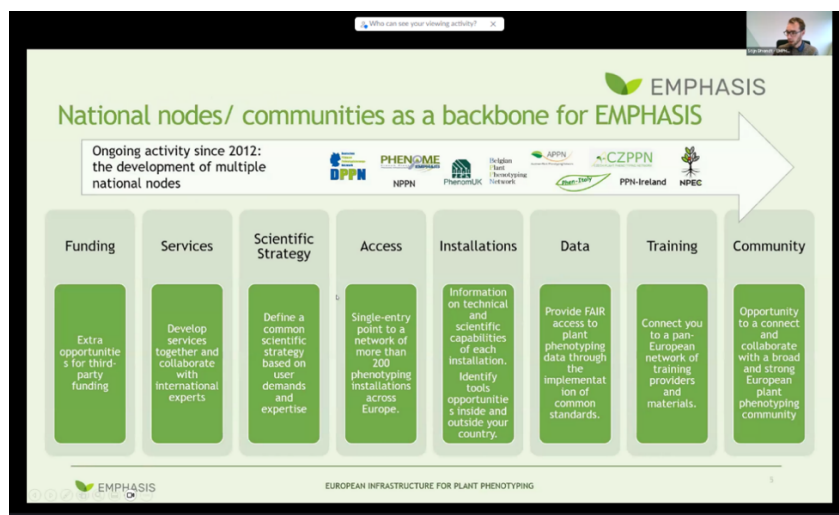 Who can see your viewing activity?
EMPHASIS
National nodes/ communities as a backbone for EMPHASIS
Ongoing activity since 2012:
the development of multiple
national nodes
DPPN
PHENOME
EMPHASIS
NPPN
PhenomUK
Belgian
Plant
Phenotyping
Network
APPN
Phen-Italy
CZPPN
PPN-Ireland
NPEC
Funding
Services
Scientific
Strategy
Access
Installations
Data
Training
Community
Extra
opportunitie
s for third-
party
funding
Develop
services
together and
collaborate
with
international
experts
Define a
common
scientific
strategy
based on
user
demands
and
expertise
Single-entry
point to a
network of
more than
200
phenotyping
installations
across
Europe.
Information
on technical
and
scientific
capabilities
of each
installation.
Identify
tools
opportunitie
s inside and
outside your
country.
Provide FAIR
access to
plant
phenotyping
data through
the
implementat
ion of
common
standards.
Connect you
to a pan-
European
network of
training
providers
and
materials.
Opportunity
to a connect
and
collaborate
with a broad
and strong
European
plant
phenotyping
community
EMPHASIS
EUROPEAN INFRASTRUCTURE FOR PLANT PHENOTYPING
5